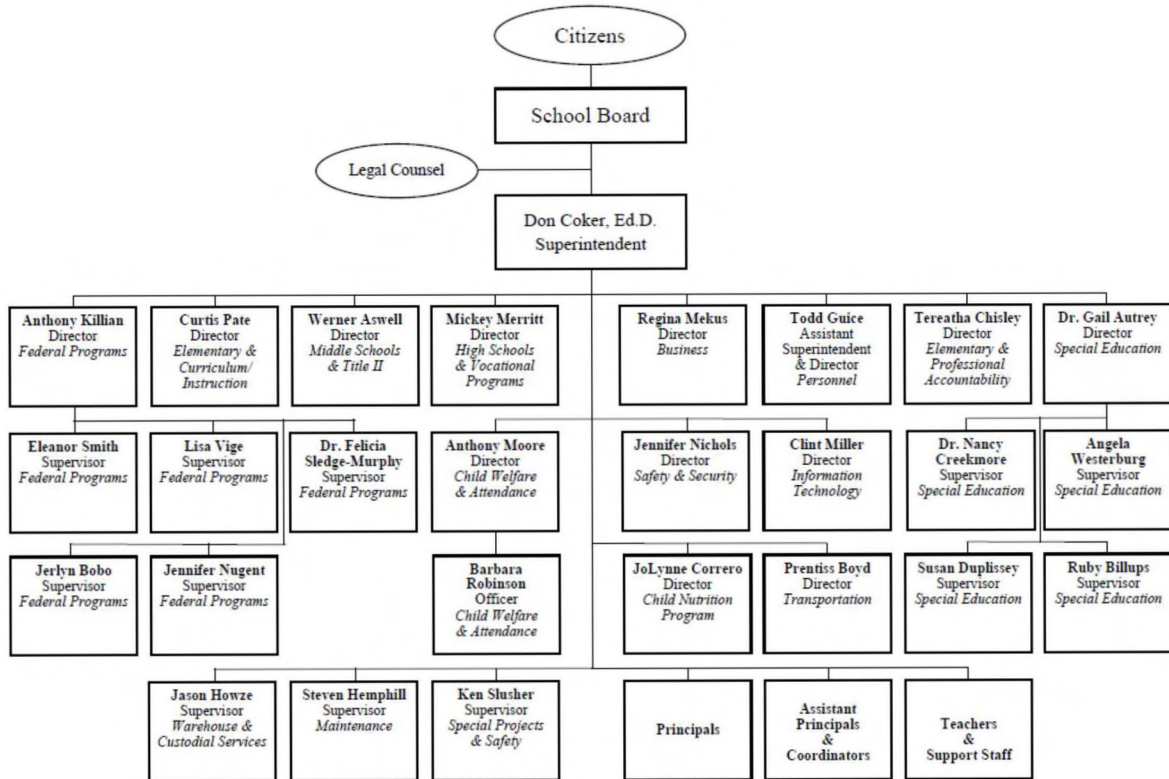 Citizens
School Board
Legal Counsel
Don Coker, Ed.D.
Superintendent
Anthony Killian
Director
Federal Programs
Curtis Pate
Director
Elementary &
Curriculum/
Instruction
Werner Aswell
Director
Middle Schools
& Title II
Mickey Merritt
Director
High Schools
& Vocational
Programs
Regina Mekus
Director
Business
Todd Guice
Assistant
Superintendent
& Director
Personnel
Tereatha Chisley
Director
Elementary &
Professional
Accountability
Dr. Gail Autrey
Director
Special Education
Eleanor Smith
Supervisor
Federal Programs
Lisa Vige
Supervisor
Federal Programs
Dr. Felicia
Sledge-Murphy
Supervisor
Federal Programs
Anthony Moore
Director
Child Welfare
& Attendance
Jennifer Nichols
Director
Safety & Security
Clint Miller
Director
Information
Technology
Dr. Nancy
Creekmore
Supervisor
Special Education
Angela
Westerburg
Supervisor
Special Education
Jerlyn Bobo
Supervisor
Federal Programs
Jennifer Nugent
Supervisor
Federal Programs
Barbara
Robinson
Officer
Child Welfare
& Attendance
JoLynne Correro
Director
Child Nutrition
Program
Prentiss Boyd
Director
Transportation
Susan Duplissey
Supervisor
Special Education
Ruby Billups
Supervisor
Special Education
Jason Howze
Supervisor
Warehouse &
Custodial Services
Steven Hemphill
Supervisor
Maintenance
Ken Slusher
Supervisor
Special Projects
& Safety
Principals
Assistant
Principals
&
Coordinators
Teachers
&
Support Staff